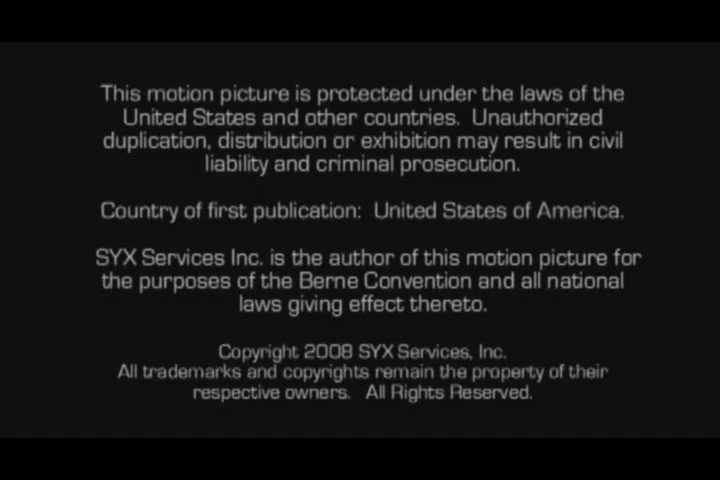 This motion picture is protected under the laws of the
United States and other countries. Unauthorized
duplication, distribution or exhibition may result in civil
liability and criminal prosecution.
Country of first publication: United States of America.
SYX Services Inc. is the author of this motion picture for
the purposes of the Berne Convention and all national
laws giving effect thereto.
Copyright 2008 SYX Services, Inc.
All trademarks and copyrights remain the property of their
respective owners. All Rights Reserved.